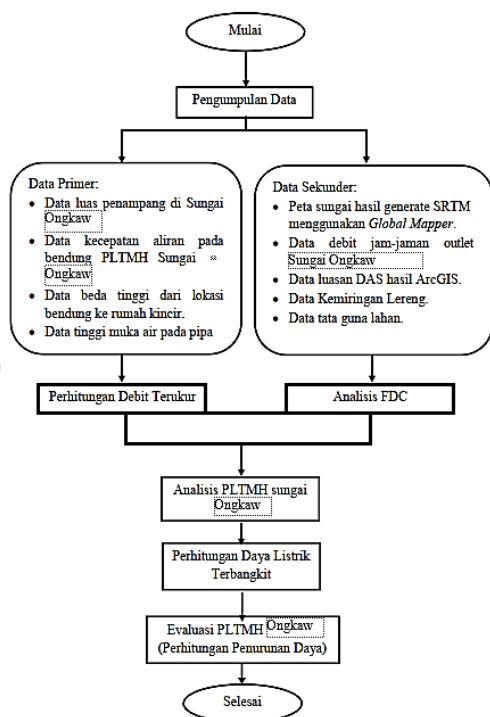 Mulai
Pengumpulan Data
Data Primer:
• Data luas penampang di Sungai
Ongkaw
• Data kecepatan aliran pada
bendung PLTMH Sungai
Ongkaw
• Data beda tinggi dari lokasi
bendung ke rumah kincir.
• Data tinggi muka air pada pipa
Data Sekunder:
• Peta sungai hasil generate SRTM
menggunakan Global Mapper.
• Data debit jam-jaman outlet
Sungai Ongkaw
• Data luasan DAS hasil ArcGIS.
• Data Kemiringan Lereng.
• Data tata guna lahan.
Perhitungan Debit Terukur
Analisis FDC
Analisis PLTMH sungai
Ongkaw
Perhitungan Daya Listrik
Terbangkit
Evaluasi PLTMH Ongkaw
(Perhitungan Penurunan Daya)
Selesai